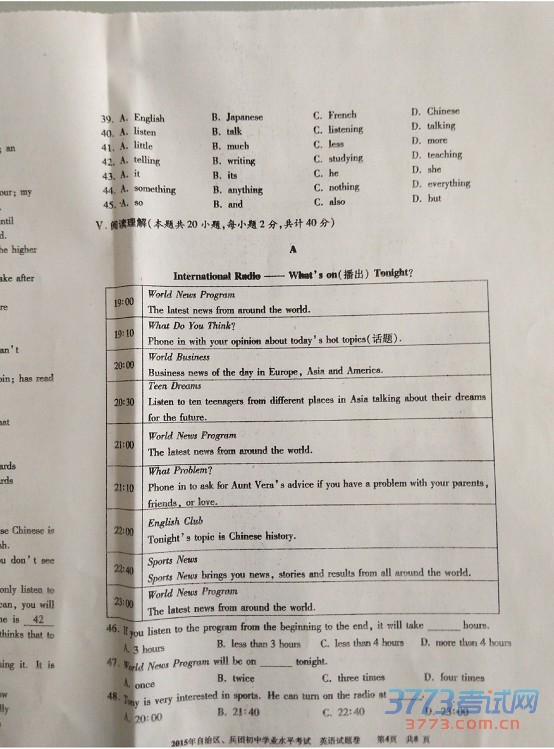 39. A. English B. Japanese C. French D. Chinese
40. A. listen B. talk C. listening D. talking
41. A. little B. much C. less D. more
42. A. telling B. writing C. studying D. teaching
43. A. it B. its C. he D. she
44. A. something B. anything C. nothing D. everything
45. A. so B. and C. also D. but
V. 阅读理解(本题共20小题,每小题2分,共计40分)
A
International Radio —— What's on(播出) Tonight?
19:00 World News Program
The latest news from around the world.
19:10 What Do You Think?
Phone in with your opinion about today's hot topics(话题).
20:00 World Business
Business news of the day in Europe, Asia and America.
20:30 Teen Dreams
Listen to ten teenagers from different places in Asia talking about their dreams
for the future.
21:00 World News Program
The latest news from around the world.
21:10 What Problem?
Phone in to ask for Aunt Vera's advice if you have a problem with your parents,
friends, or love.
22:00 English Club
Tonight's topic is Chinese history.
22:40 Sports News
Sports News brings you news, stories and results from all around the world.
23:00 World News Program
The latest news from around the world.
46. If you listen to the program from the beginning to the end, it will take ______ hours.
A. 3 hours B. less than 3 hours C. less than 4 hours D. more than 4 hours
47. World News Program will be on ______ tonight.
A. once B. twice C. three times D. four times
48. Tony is very interested in sports. He can turn on the radio at ______
A. 20:00 B. 21:40 C. 22:40 D. 23:00
2015年自治区、兵团初中学业水平考试 英语试题卷 第4页 共8页
; an
our; my
ntil
d.
he higher
ake after
re
an't
oin; has read
hat
ards
rds
se Chinese is
sh.
u don't see
only listen to
can, you will
ne is 42
thinks that to
ing it. It is
ow
lly
3773考试网
3773.com.cn